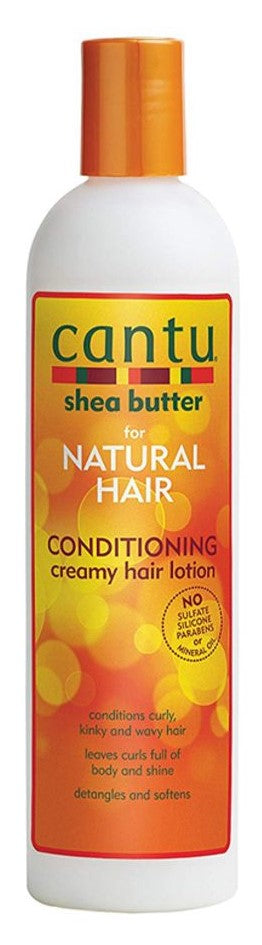 cantu®
shea butter
for
NATURAL
HAIR
CONDITIONING
creamy hair lotion
NO
SULFATE
SILICONE
PARABENS
or
MINERAL OIL
conditions curly,
kinky and wavy hair
leaves curls full of
body and shine
detangles and softens